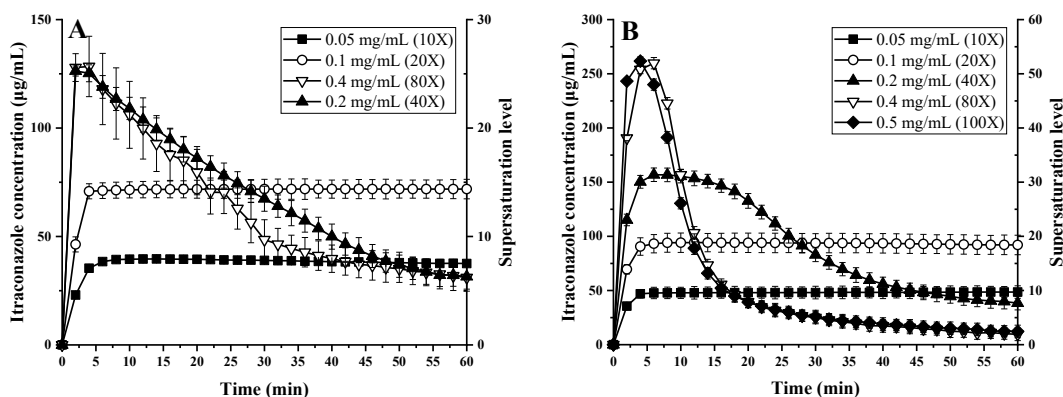 A
0.05 mg/mL (10X)
0.1 mg/mL (20X)
0.4 mg/mL (80X)
0.2 mg/mL (40X)
Itraconazole concentration (µg/mL)
150
100
50
0
Supersaturation level
30
20
10
0
0 5 10 15 20 25 30 35 40 45 50 55 60
Time (min)
B
0.05 mg/mL (10X)
0.1 mg/mL (20X)
0.2 mg/mL (40X)
0.4 mg/mL (80X)
0.5 mg/mL (100X)
Itraconazole concentration (µg/mL)
300
250
200
150
100
50
0
Supersaturation level
60
50
40
30
20
10
0
0 5 10 15 20 25 30 35 40 45 50 55 60
Time (min)